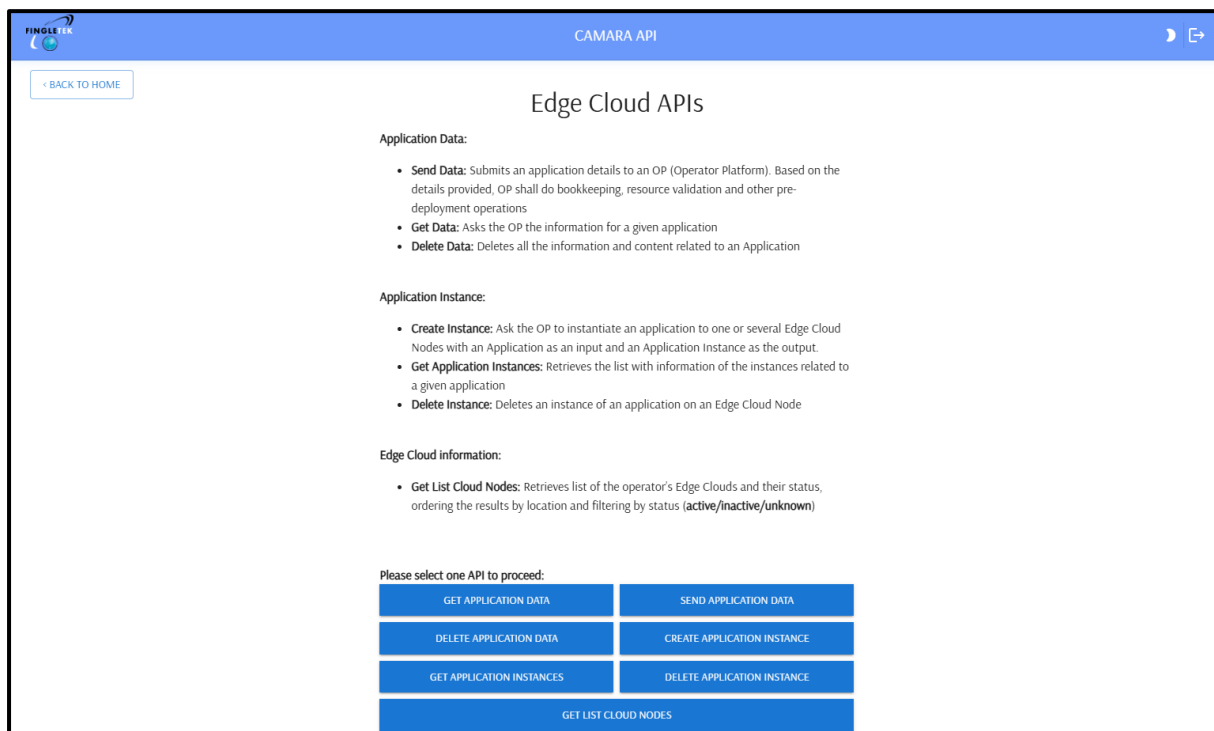 FINGLETEK
CAMARA API
< BACK TO HOME
Edge Cloud APIs
Application Data:
• Send Data: Submits an application details to an OP (Operator Platform). Based on the
details provided, OP shall do bookkeeping, resource validation and other pre-
deployment operations
• Get Data: Asks the OP the information for a given application
• Delete Data: Deletes all the information and content related to an Application
Application Instance:
• Create Instance: Ask the OP to instantiate an application to one or several Edge Cloud
Nodes with an Application as an input and an Application Instance as the output.
• Get Application Instances: Retrieves the list with information of the instances related to
a given application
• Delete Instance: Deletes an instance of an application on an Edge Cloud Node
Edge Cloud information:
• Get List Cloud Nodes: Retrieves list of the operator's Edge Clouds and their status,
ordering the results by location and filtering by status (active/inactive/unknown)
Please select one API to proceed:
GET APPLICATION DATA
SEND APPLICATION DATA
DELETE APPLICATION DATA
CREATE APPLICATION INSTANCE
GET APPLICATION INSTANCES
DELETE APPLICATION INSTANCE
GET LIST CLOUD NODES